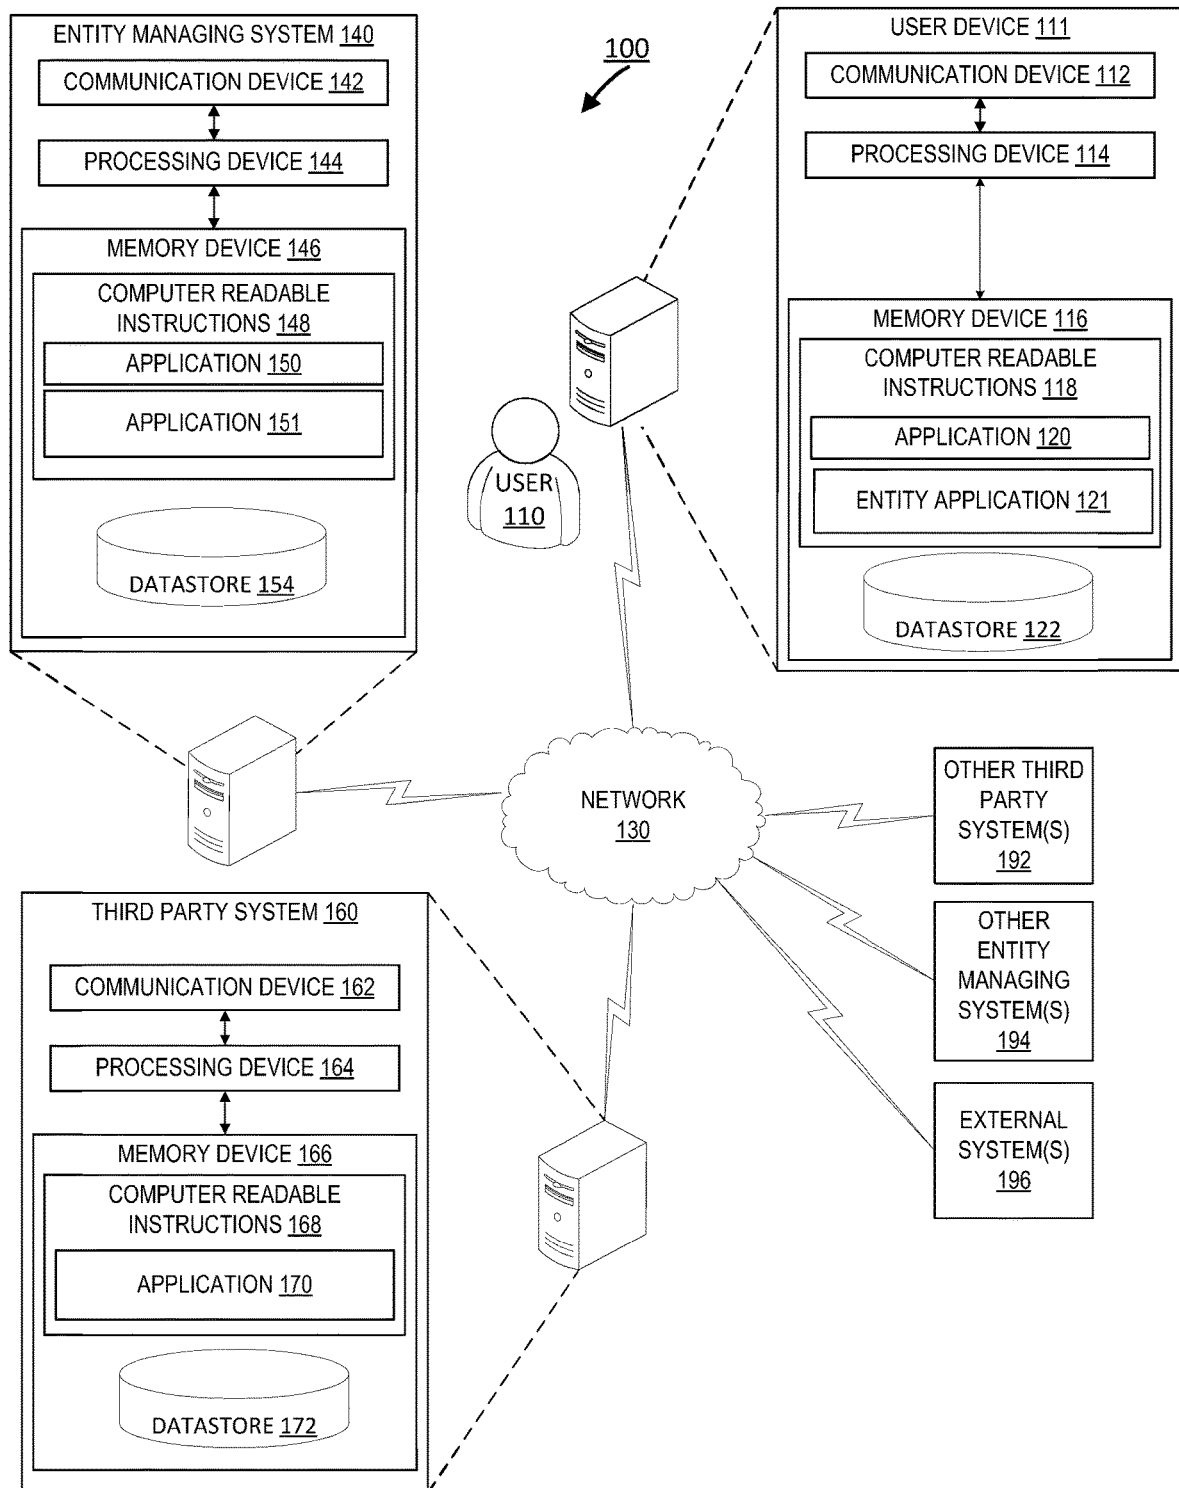 ENTITY MANAGING SYSTEM 140
COMMUNICATION DEVICE 142
PROCESSING DEVICE 144
MEMORY DEVICE 146
COMPUTER READABLE
INSTRUCTIONS 148
APPLICATION 150
APPLICATION 151
DATASTORE 154
100
USER DEVICE 111
COMMUNICATION DEVICE 112
PROCESSING DEVICE 114
MEMORY DEVICE 116
COMPUTER READABLE
INSTRUCTIONS 118
APPLICATION 120
ENTITY APPLICATION 121
DATASTORE 122
USER
110
NETWORK
130
OTHER THIRD
PARTY
SYSTEM(S)
192
OTHER
ENTITY
MANAGING
SYSTEM(S)
194
EXTERNAL
SYSTEM(S)
196
THIRD PARTY SYSTEM 160
COMMUNICATION DEVICE 162
PROCESSING DEVICE 164
MEMORY DEVICE 166
COMPUTER READABLE
INSTRUCTIONS 168
APPLICATION 170
DATASTORE 172